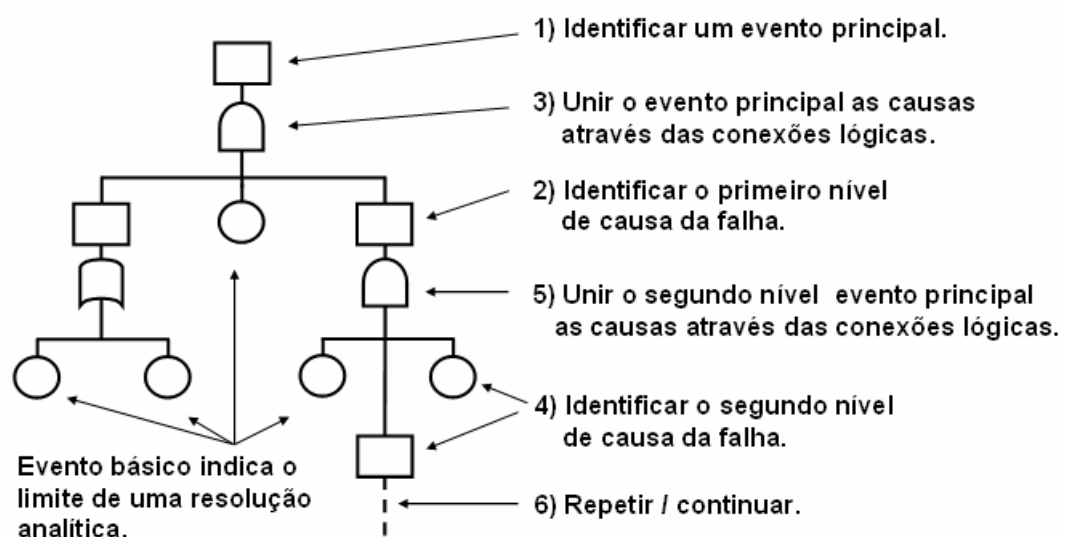 1) Identificar um evento principal.
3) Unir o evento principal as causas
através das conexões lógicas.
2) Identificar o primeiro nível
de causa da falha.
5) Unir o segundo nível evento principal
as causas através das conexões lógicas.
4) Identificar o segundo nível
de causa da falha.
Evento básico indica o
limite de uma resolução
analítica.
6) Repetir / continuar.